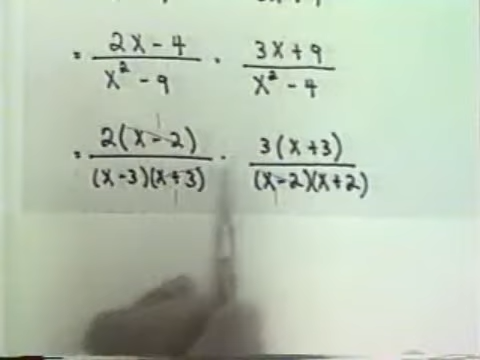 = (2x - 4)/(x² - 9) · (3x + 9)/(x² - 4)
= 2(x - 2)/(x - 3)(x + 3) · 3(x + 3)/(x - 2)(x + 2)